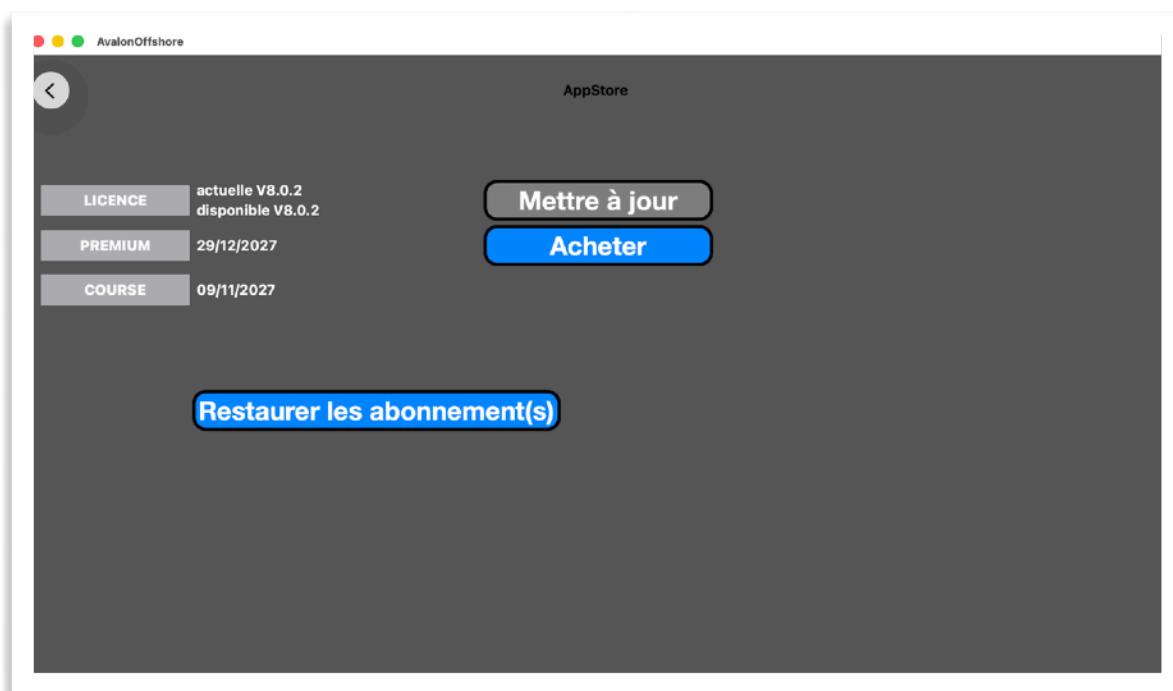 AvalonOffshore
AppStore
LICENCE
actuelle V8.0.2
disponible V8.0.2
Mettre à jour
PREMIUM
29/12/2027
Acheter
COURSE
09/11/2027
Restaurer les abonnement(s)